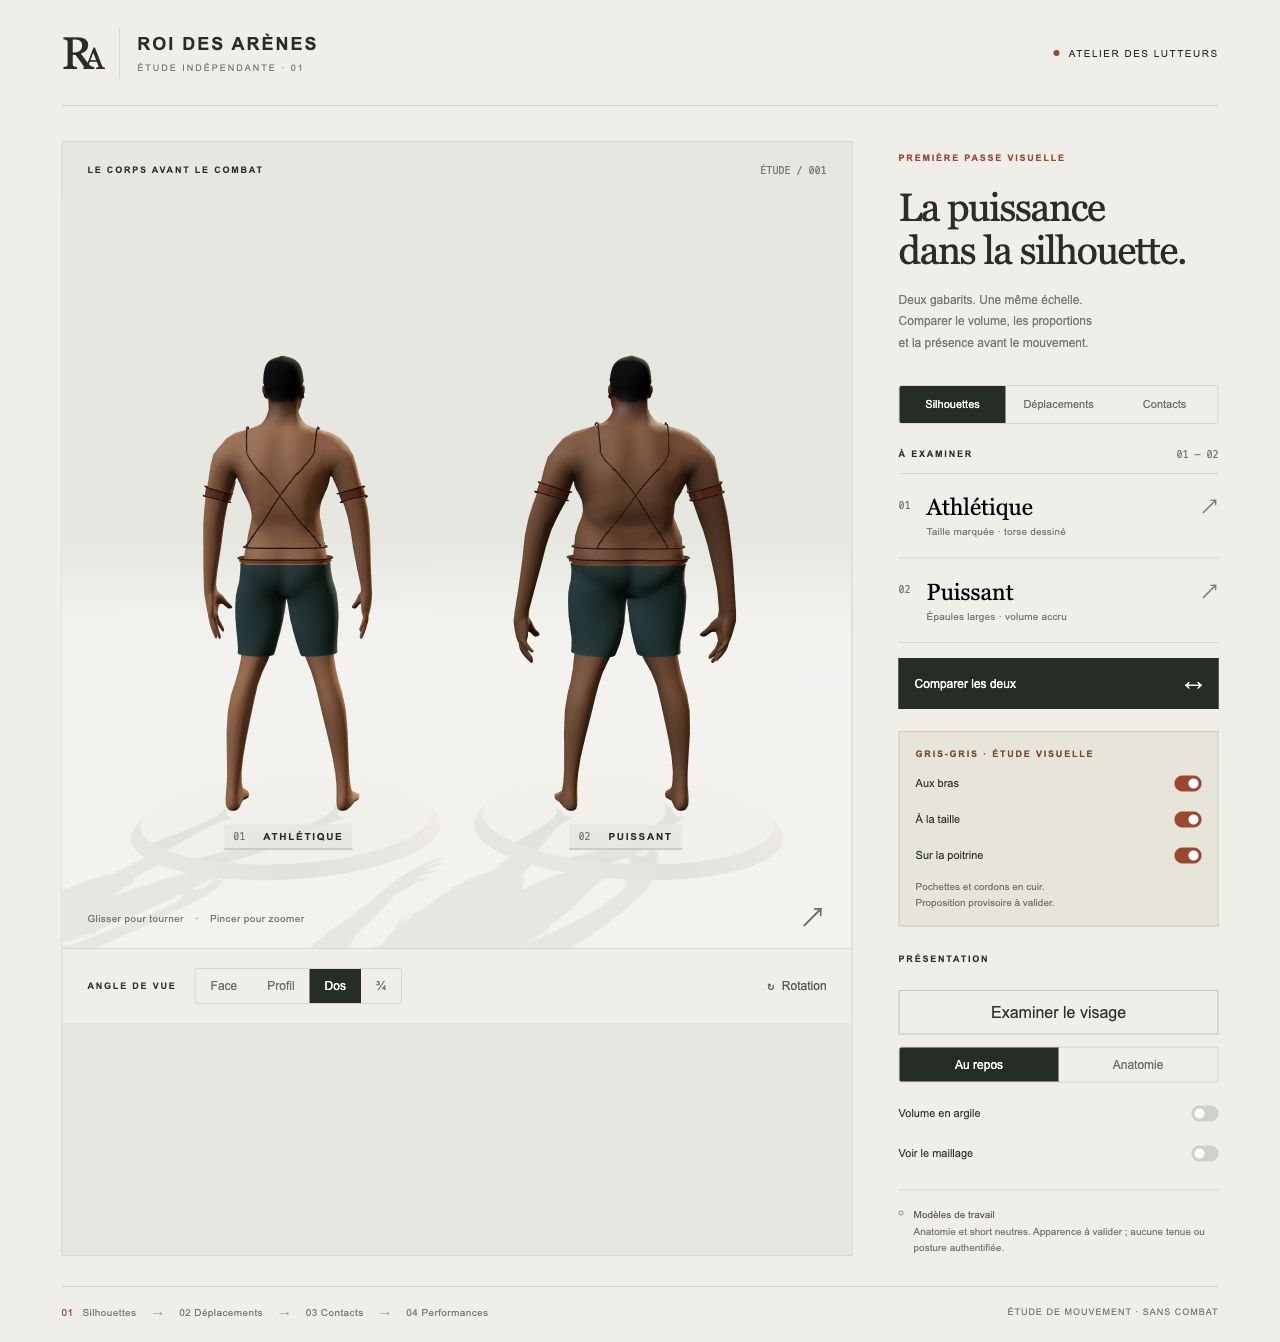 RA
ROI DES ARÈNES
ÉTUDE INDÉPENDANTE · 01
ATELIER DES LUTTEURS
LE CORPS AVANT LE COMBAT
ÉTUDE / 001
01 ATHLÉTIQUE
02 PUISSANT
Glisser pour tourner · Pincer pour zoomer
ANGLE DE VUE
Face
Profil
Dos
¾
↻ Rotation
PREMIÈRE PASSE VISUELLE
La puissance
dans la silhouette.
Deux gabarits. Une même échelle.
Comparer le volume, les proportions
et la présence avant le mouvement.
Silhouettes
Déplacements
Contacts
À EXAMINER
01 — 02
01 Athlétique
Taille marquée · torse dessiné
02 Puissant
Épaules larges · volume accru
Comparer les deux
GRIS-GRIS · ÉTUDE VISUELLE
Aux bras
À la taille
Sur la poitrine
Pochettes et cordons en cuir.
Proposition provisoire à valider.
PRÉSENTATION
Examiner le visage
Au repos
Anatomie
Volume en argile
Voir le maillage
Modèles de travail
Anatomie et short neutres. Apparence à valider ; aucune tenue ou
posture authentifiée.
01 Silhouettes → 02 Déplacements → 03 Contacts → 04 Performances
ÉTUDE DE MOUVEMENT · SANS COMBAT